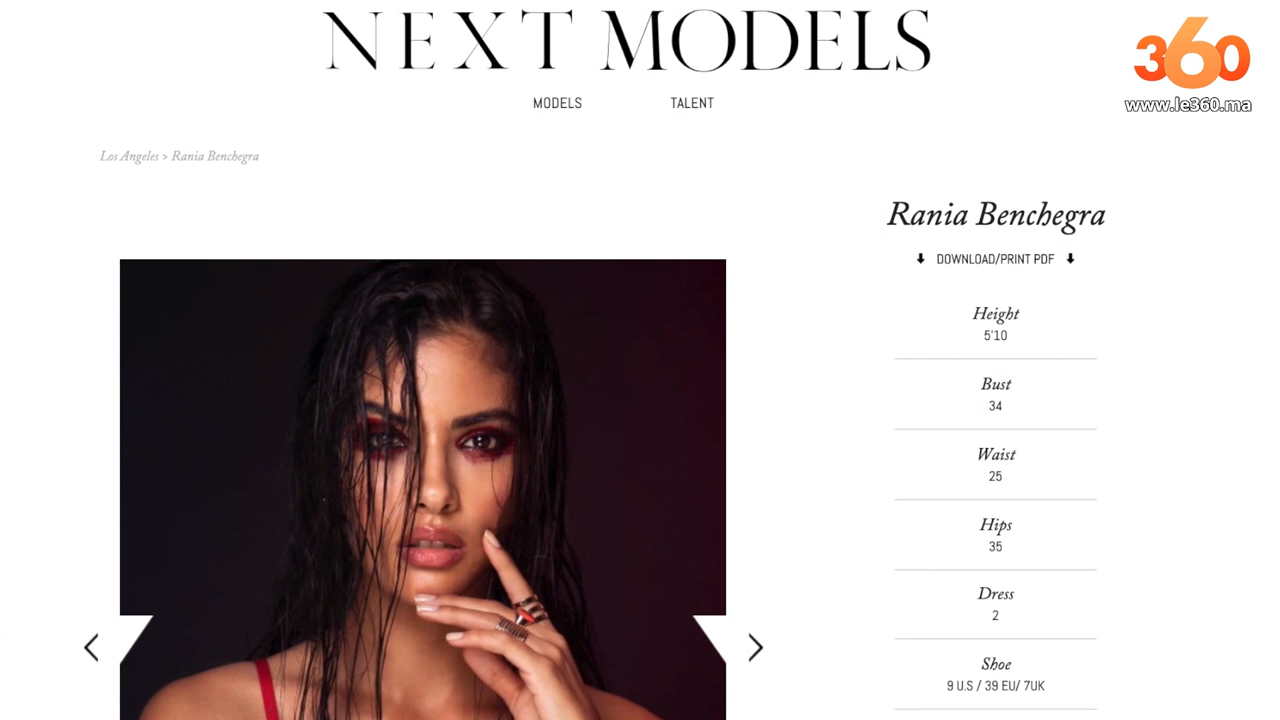 NEXT MODELS
360
www.le360.ma
MODELS
TALENT
Los Angeles > Rania Benchegra
Rania Benchegra
DOWNLOAD/PRINT PDF
Height
5'10
Bust
34
Waist
25
Hips
35
Dress
2
Shoe
9 U.S / 39 EU/ 7UK